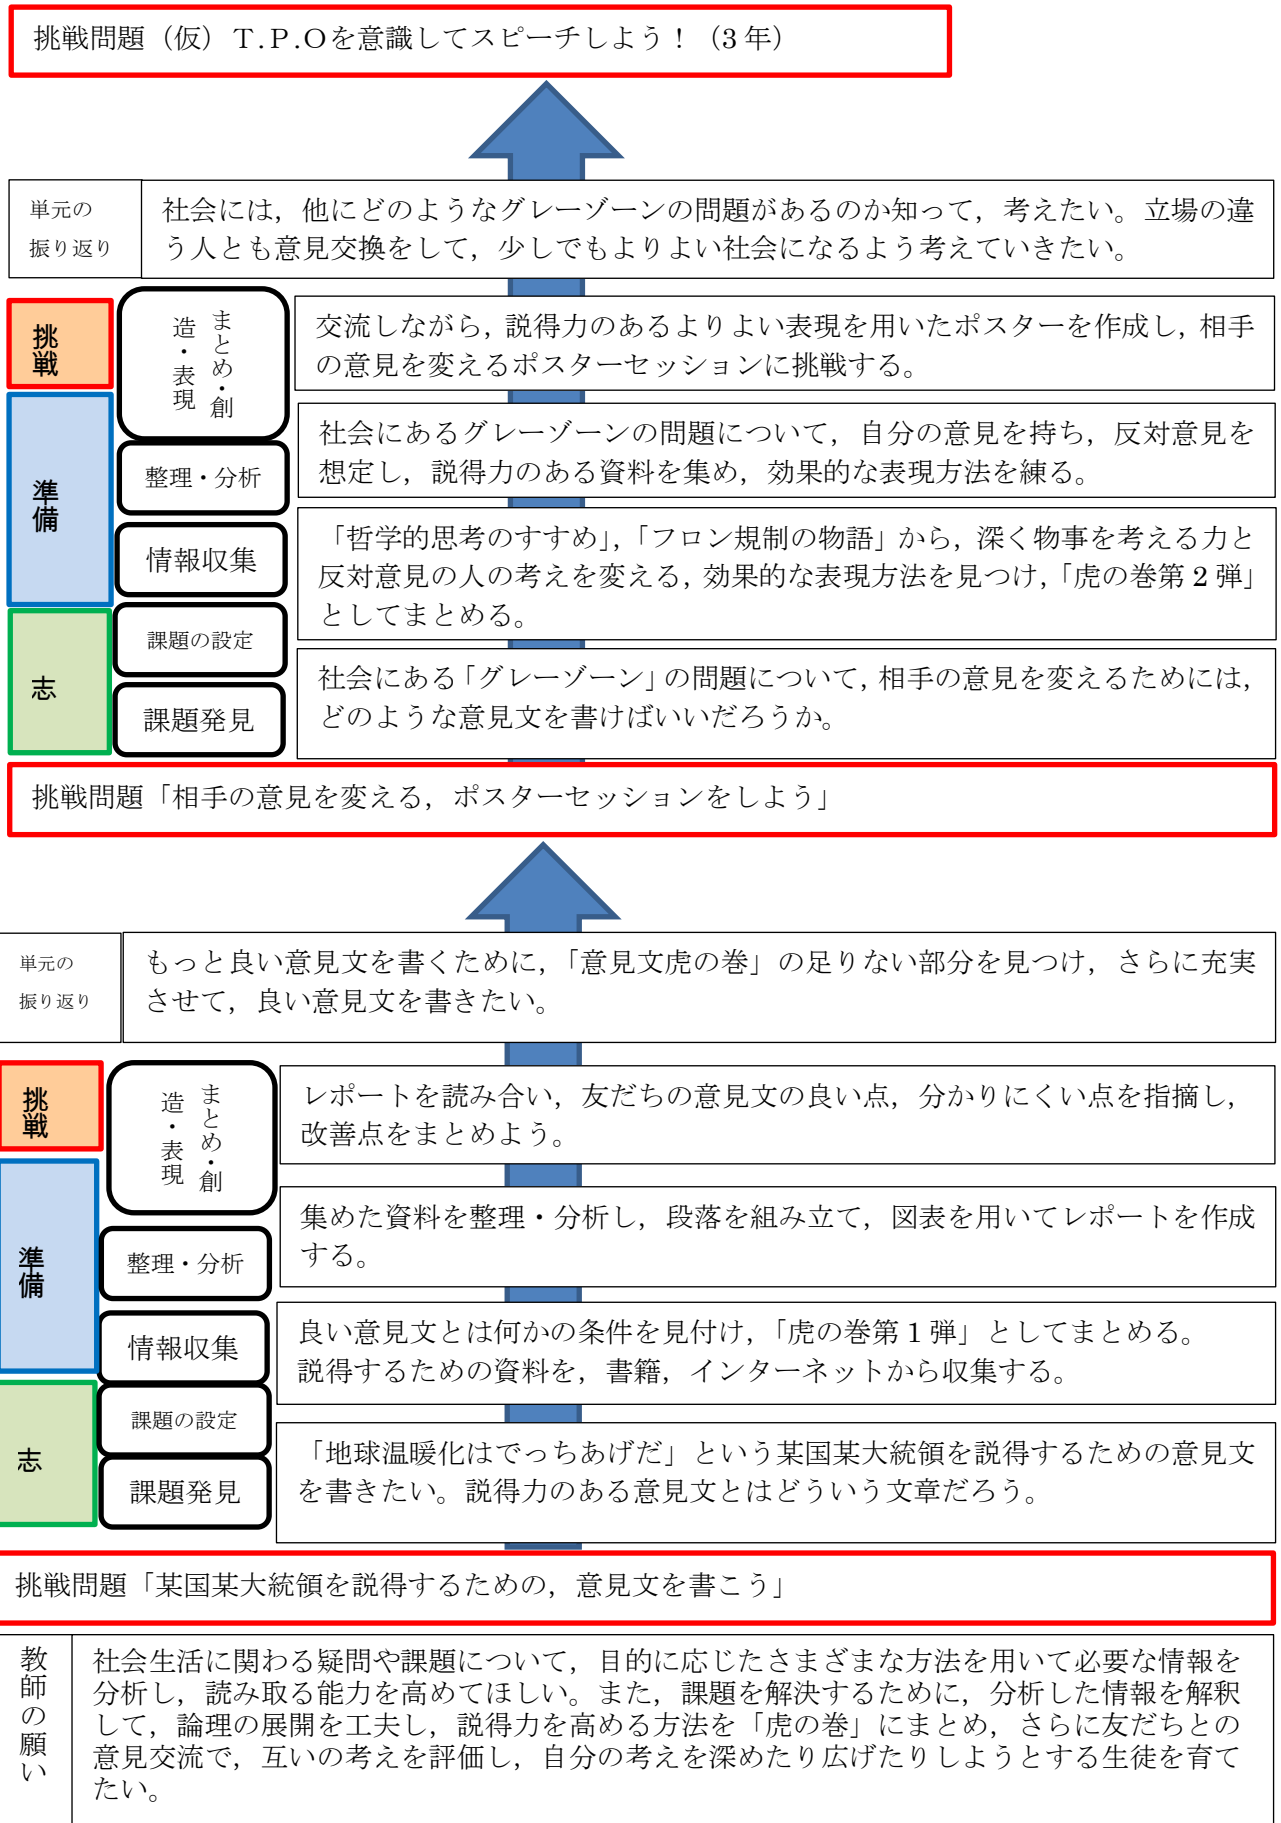 挑戦問題（仮）T.P.Oを意識してスピーチしよう！（3年）
単元の
振り返り
社会には，他にどのようなグレーゾーンの問題があるのか知って，考えたい。立場の違
う人とも意見交換をして，少しでもよりよい社会になるよう考えていきたい。
挑戦
まとめ・創
造・表現
交流しながら，説得力のあるよりよい表現を用いたポスターを作成し，相手
の意見を変えるポスターセッションに挑戦する。
準備
整理・分析
社会にあるグレーゾーンの問題について，自分の意見を持ち，反対意見を
想定し，説得力のある資料を集め，効果的な表現方法を練る。
情報収集
「哲学的思考のすすめ」，「フロン規制の物語」から，深く物事を考える力と
反対意見の人の考えを変える，効果的な表現方法を見つけ，「虎の巻第2弾」
としてまとめる。
志
課題の設定
課題発見
社会にある「グレーゾーン」の問題について，相手の意見を変えるためには，
どのような意見文を書けばいいだろうか。
挑戦問題「相手の意見を変える，ポスターセッションをしよう」
単元の
振り返り
もっと良い意見文を書くために，「意見文虎の巻」の足りない部分を見つけ，さらに充実
させて，良い意見文を書きたい。
挑戦
まとめ・創
造・表現
レポートを読み合い，友だちの意見文の良い点，分かりにくい点を指摘し，
改善点をまとめよう。
準備
整理・分析
集めた資料を整理・分析し，段落を組み立て，図表を用いてレポートを作成
する。
情報収集
良い意見文とは何かの条件を見付け，「虎の巻第1弾」としてまとめる。
説得するための資料を，書籍，インターネットから収集する。
志
課題の設定
課題発見
「地球温暖化はでっちあげだ」という某国某大統領を説得するための意見文
を書きたい。説得力のある意見文とはどういう文章だろう。
挑戦問題「某国某大統領を説得するための，意見文を書こう」
教師の願い
社会生活に関わる疑問や課題について，目的に応じたさまざまな方法を用いて必要な情報を
分析し，読み取る能力を高めてほしい。また，課題を解決するために，分析した情報を解釈
して，論理の展開を工夫し，説得力を高める方法を「虎の巻」にまとめ，さらに友だちとの
意見交流で，互いの考えを評価し，自分の考えを深めたり広げたりしようとする生徒を育て
たい。